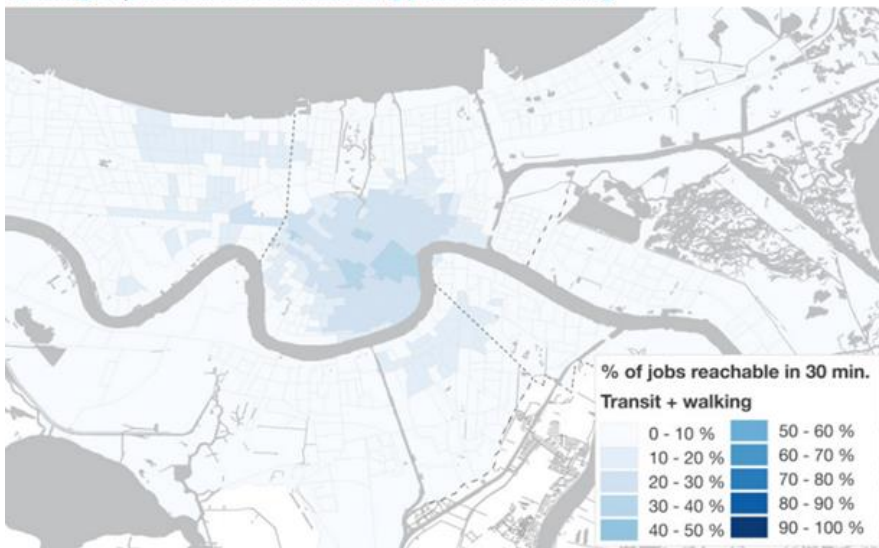 % of jobs reachable in 30 min.
Transit + walking
0 - 10 %
10 - 20 %
20 - 30 %
30 - 40 %
40 - 50 %
50 - 60 %
60 - 70 %
70 - 80 %
80 - 90 %
90 - 100 %